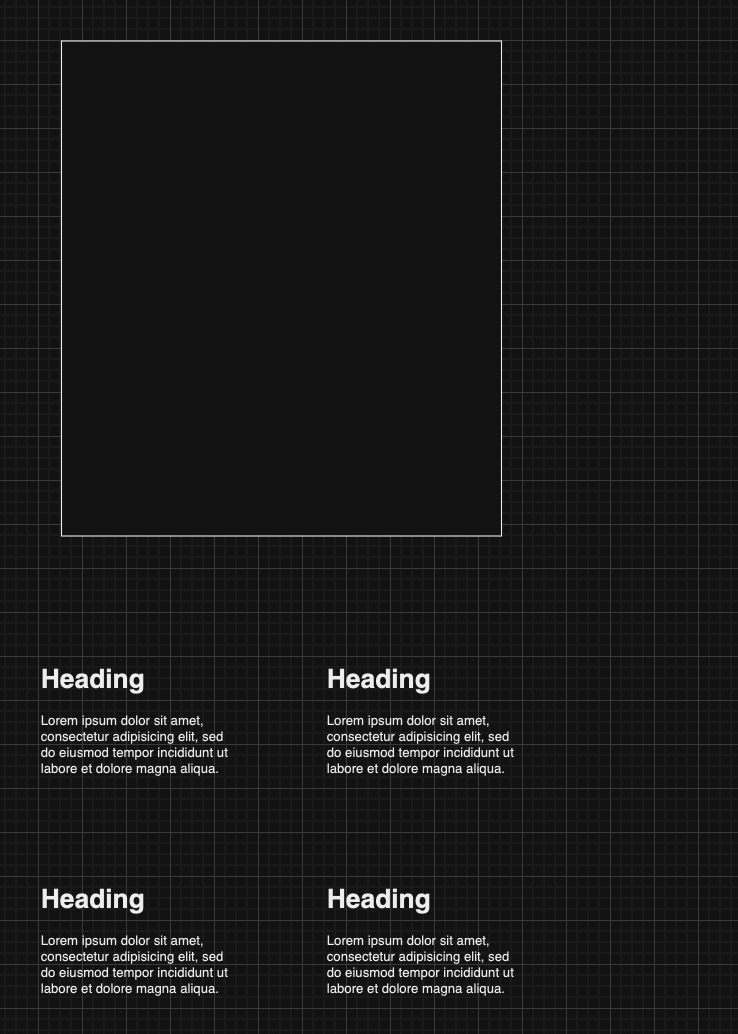 Heading
Lorem ipsum dolor sit amet,
consectetur adipisicing elit, sed
do eiusmod tempor incididunt ut
labore et dolore magna aliqua.
Heading
Lorem ipsum dolor sit amet,
consectetur adipisicing elit, sed
do eiusmod tempor incididunt ut
labore et dolore magna aliqua.
Heading
Lorem ipsum dolor sit amet,
consectetur adipisicing elit, sed
do eiusmod tempor incididunt ut
labore et dolore magna aliqua.
Heading
Lorem ipsum dolor sit amet,
consectetur adipisicing elit, sed
do eiusmod tempor incididunt ut
labore et dolore magna aliqua.